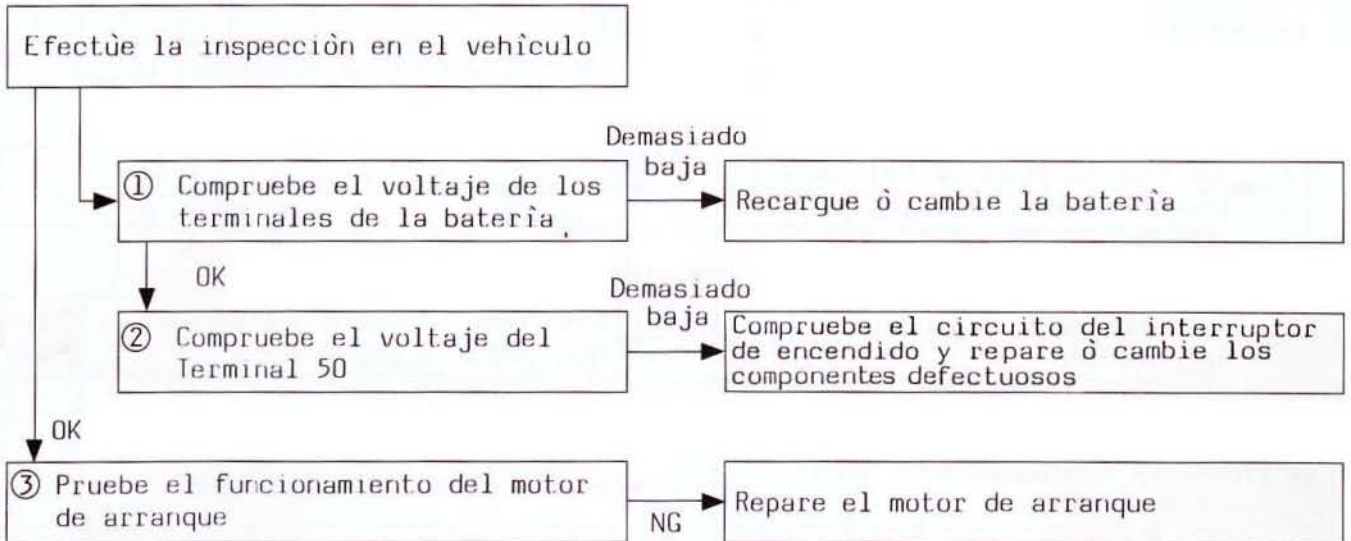 Efectùe la inspecciòn en el vehìculo
Demasiado
baja
① Compruebe el voltaje de los
terminales de la baterìa
Recargue ò cambie la baterìa
OK
Demasiado
baja
② Compruebe el voltaje del
Terminal 50
Compruebe el circuito del interruptor
de encendido y repare ò cambie los
componentes defectuosos
OK
③ Pruebe el funcionamiento del motor
de arranque
NG
Repare el motor de arranque